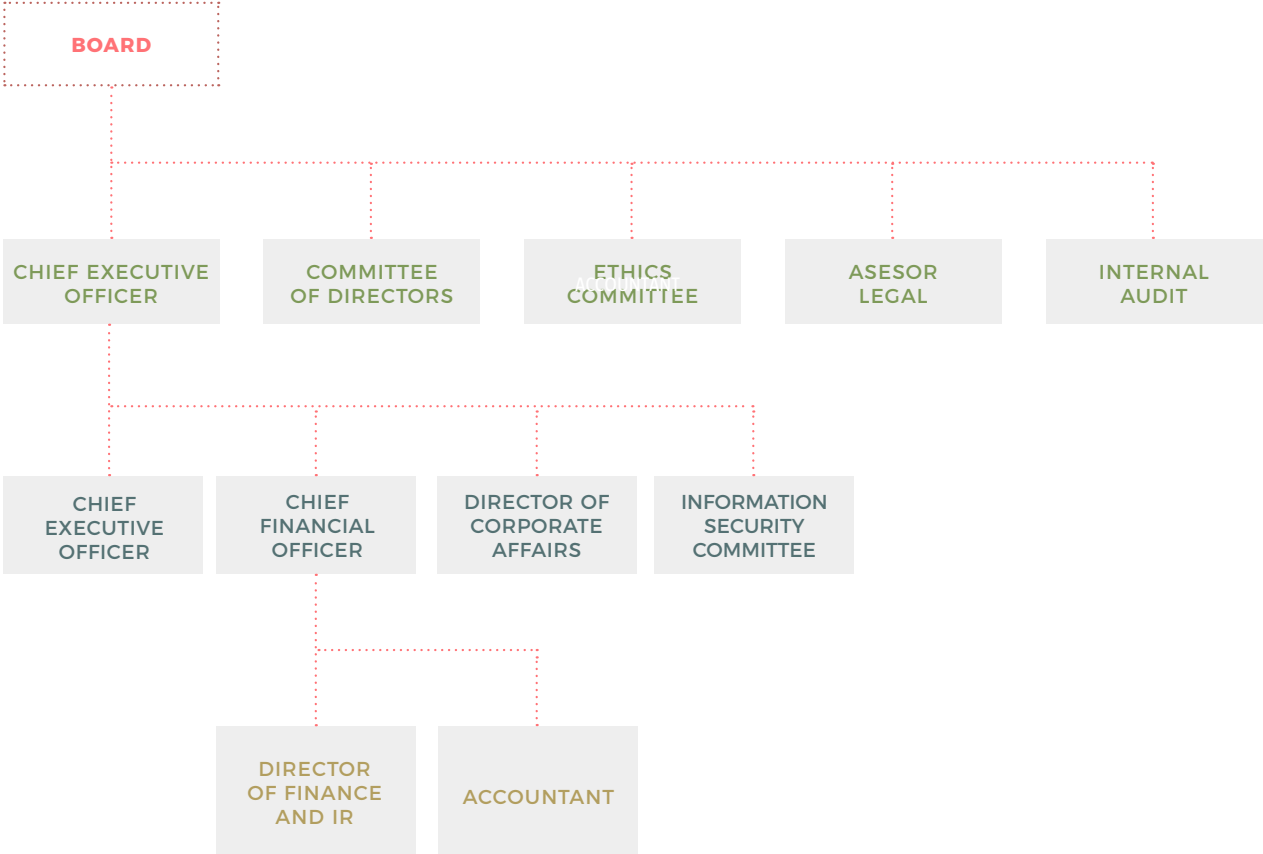 BOARD
CHIEF EXECUTIVE
OFFICER
COMMITTEE
OF DIRECTORS
ETHICS
ACCOUNTANT
COMMITTEE
ASESOR
LEGAL
INTERNAL
AUDIT
CHIEF
EXECUTIVE
OFFICER
CHIEF
FINANCIAL
OFFICER
DIRECTOR OF
CORPORATE
AFFAIRS
INFORMATION
SECURITY
COMMITTEE
DIRECTOR
OF FINANCE
AND IR
ACCOUNTANT